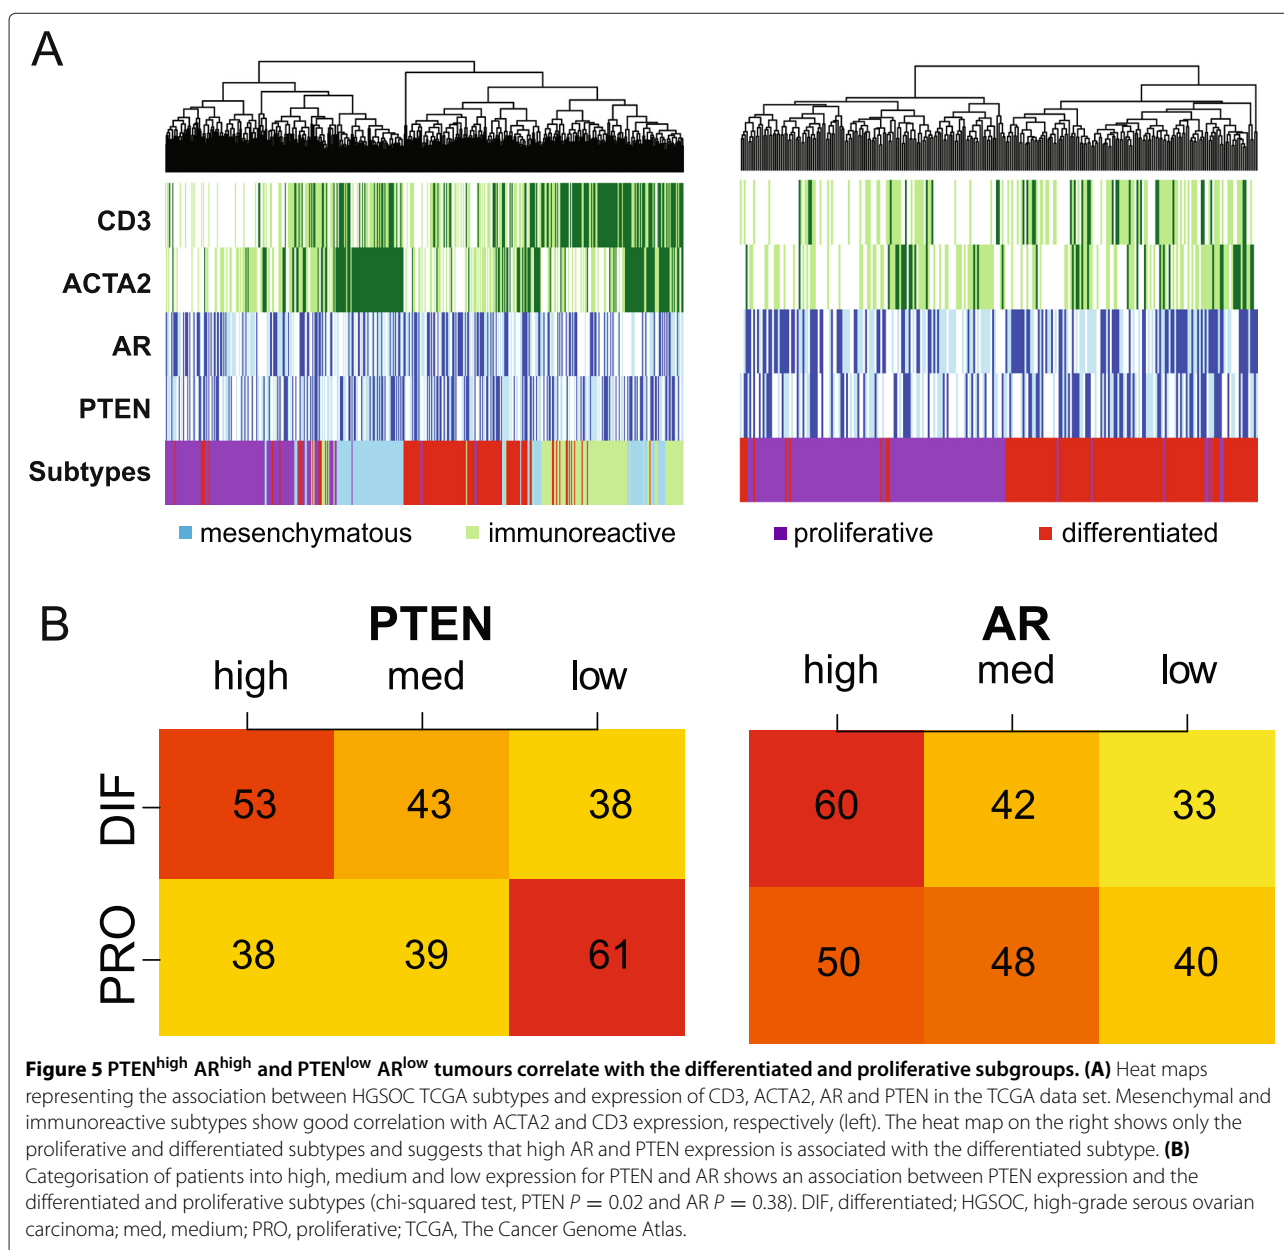 A
CD3
ACTA2
AR
PTEN
Subtypes
mesenchymatous immunoreactive proliferative differentiated
B
PTEN
high med low
DIF 53 43 38
PRO 38 39 61
AR
high med low
60 42 33
50 48 40
Figure 5 PTENhigh ARhigh and PTENlow ARlow tumours correlate with the differentiated and proliferative subgroups. (A) Heat maps
representing the association between HGSOC TCGA subtypes and expression of CD3, ACTA2, AR and PTEN in the TCGA data set. Mesenchymal and
immunoreactive subtypes show good correlation with ACTA2 and CD3 expression, respectively (left). The heat map on the right shows only the
proliferative and differentiated subtypes and suggests that high AR and PTEN expression is associated with the differentiated subtype. (B)
Categorisation of patients into high, medium and low expression for PTEN and AR shows an association between PTEN expression and the
differentiated and proliferative subtypes (chi-squared test, PTEN P = 0.02 and AR P = 0.38). DIF, differentiated; HGSOC, high-grade serous ovarian
carcinoma; med, medium; PRO, proliferative; TCGA, The Cancer Genome Atlas.